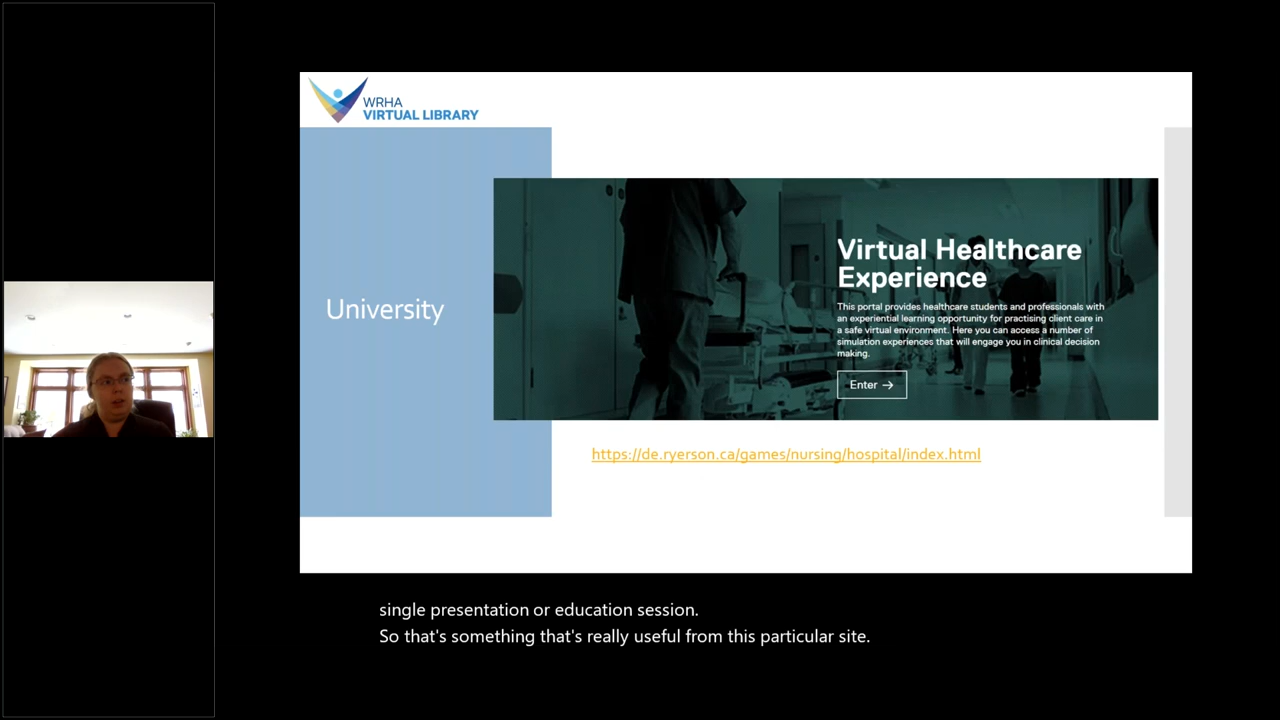 WRHA
VIRTUAL LIBRARY
University
Virtual Healthcare
Experience
This portal provides healthcare students and professionals with
an experiential learning opportunity for practising client care in
a safe virtual environment. Here you can access a number of
simulation experiences that will engage you in clinical decision
making.
Enter →
https://de.ryerson.ca/games/nursing/hospital/index.html
single presentation or education session.
So that's something that's really useful from this particular site.